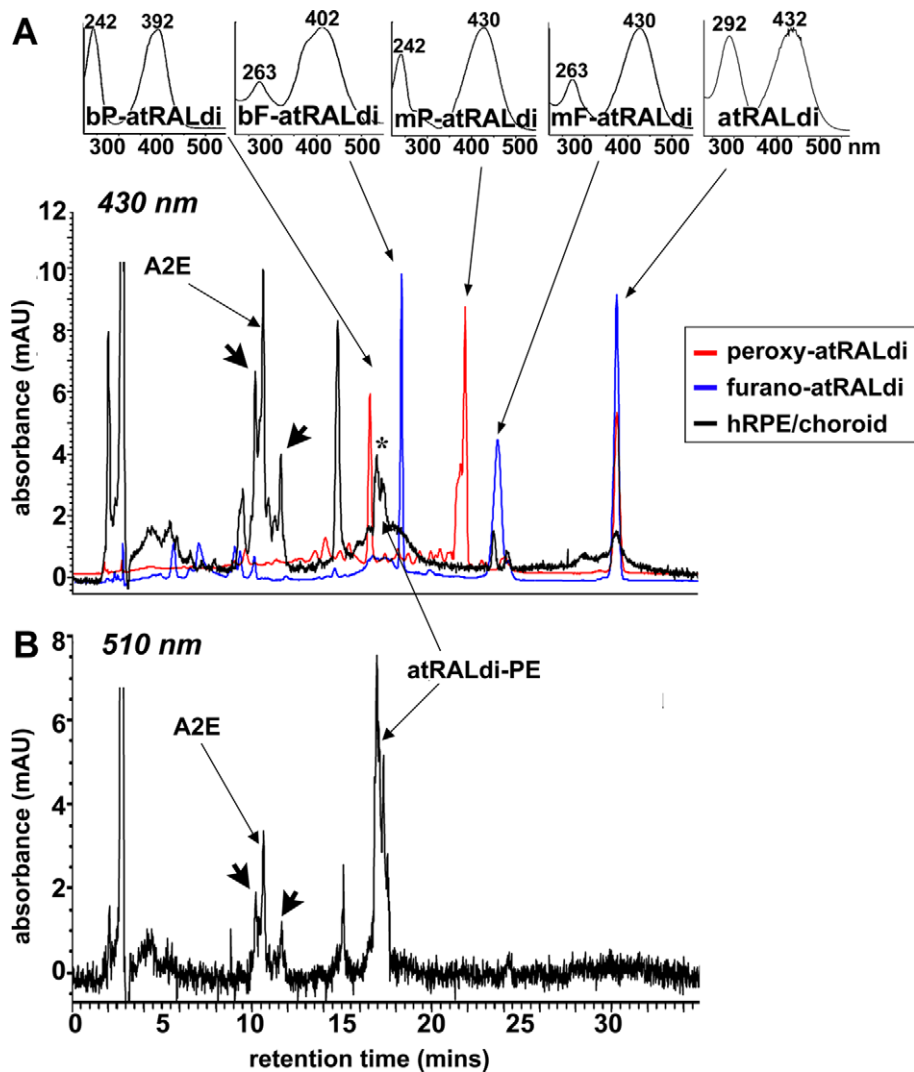 A
242 392
bP-atRALdi
300 400 500
402
263
bF-atRALdi
300 400 500
430
242
mP-atRALdi
300 400 500
430
263
mF-atRALdi
300 400 500
292 432
atRALdi
300 400 500 nm
430 nm
12
10
8
6
4
2
0
absorbance (mAU)
A2E
*
peroxy-atRALdi
furano-atRALdi
hRPE/choroid
B
510 nm
8
6
4
2
0
absorbance (mAU)
atRALdi-PE
A2E
0 5 10 15 20 25 30
retention time (mins)